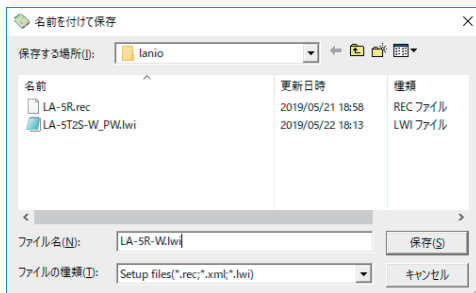 名前を付けて保存
保存する場所(I): lanio
名前 更新日時 種類
LA-5R.rec 2019/05/21 18:58 REC ファイル
LA-5T2S-W_PW.lwi 2019/05/22 18:13 LWI ファイル
ファイル名(N): LA-5R-W.lwi 保存(S)
ファイルの種類(T): Setup files(*.rec;*.xml;*.lwi) キャンセル